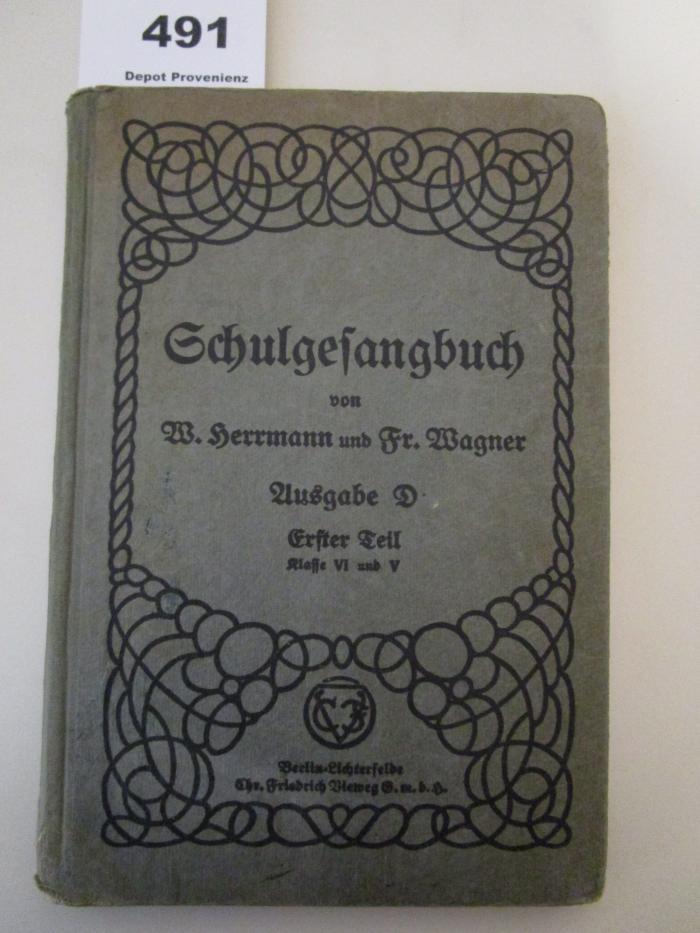 491
Depot Provenienz
Schulgesangbuch
von
W. Herrmann und Fr. Wagner
Ausgabe D
Erster Teil
Klasse VI und V
Berlin-Lichterfelde
Chr. Friedrich Vieweg G. m. b. H.